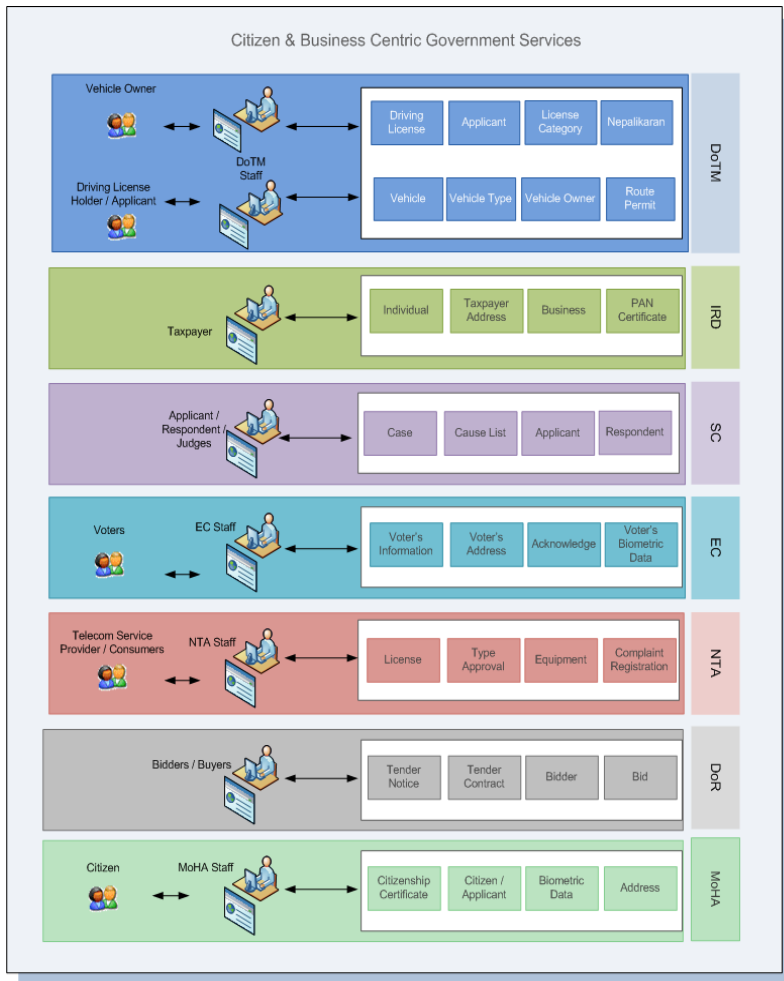 Citizen & Business Centric Government Services
Vehicle Owner
DoTM
Staff
Driving License
Holder / Applicant
Driving
License
Applicant
License
Category
Nepalikaran
Vehicle
Vehicle Type
Vehicle Owner
Route
Permit
DoTM
Taxpayer
Individual
Taxpayer
Address
Business
PAN
Certificate
IRD
Applicant /
Respondent /
Judges
Case
Cause List
Applicant
Respondent
SC
Voters
EC Staff
Voter's
Information
Voter's
Address
Acknowledge
Voter's
Biometric
Data
EC
Telecom Service
Provider / Consumers
NTA Staff
License
Type
Approval
Equipment
Complaint
Registration
NTA
Bidders / Buyers
Tender
Notice
Tender
Contract
Bidder
Bid
DoR
Citizen
MoHA Staff
Citizenship
Certificate
Citizen /
Applicant
Biometric
Data
Address
MoHA